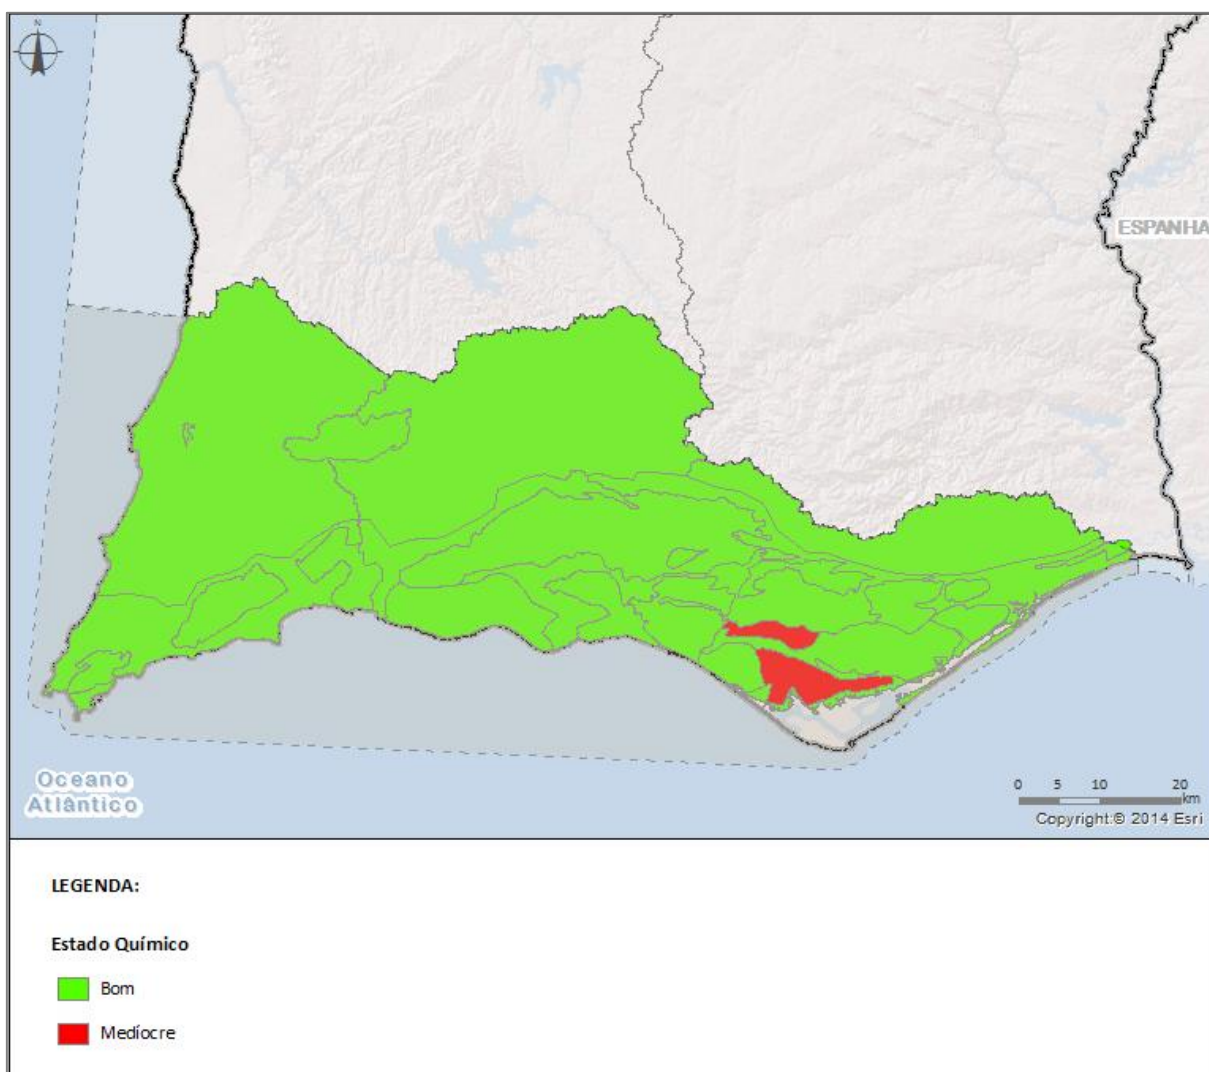 N
ESPANHA
Oceano
Atlântico
0 5 10 20
km
Copyright:© 2014 Esri
LEGENDA:
Estado Químico
Bom
Medíocre